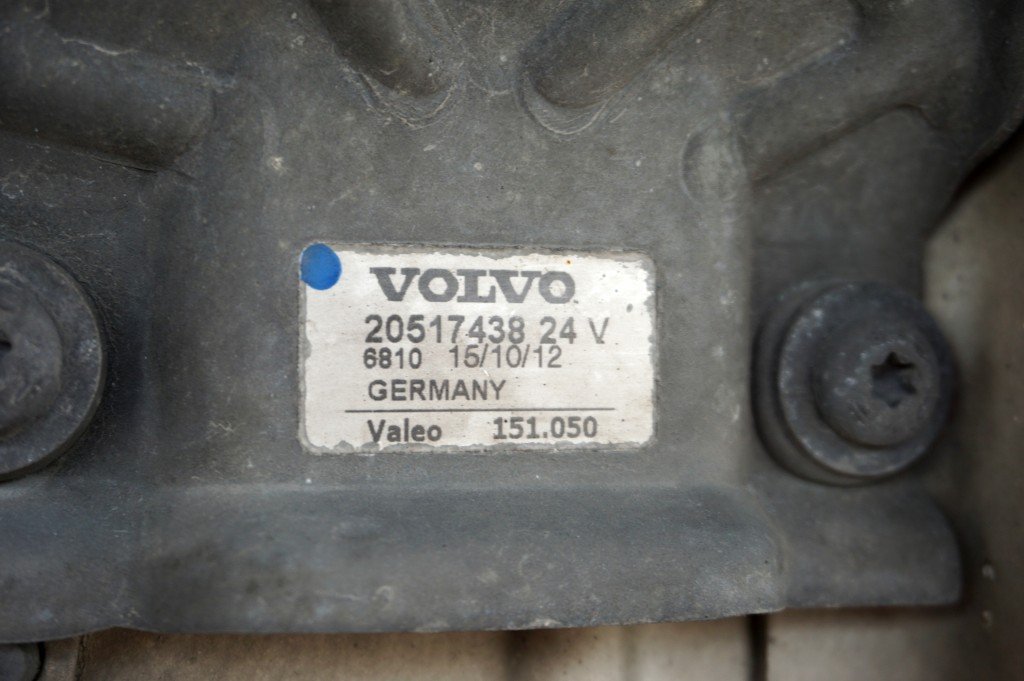 VOLVO
20517438 24 V
6810 15/10/12
GERMANY
Valeo 151.050